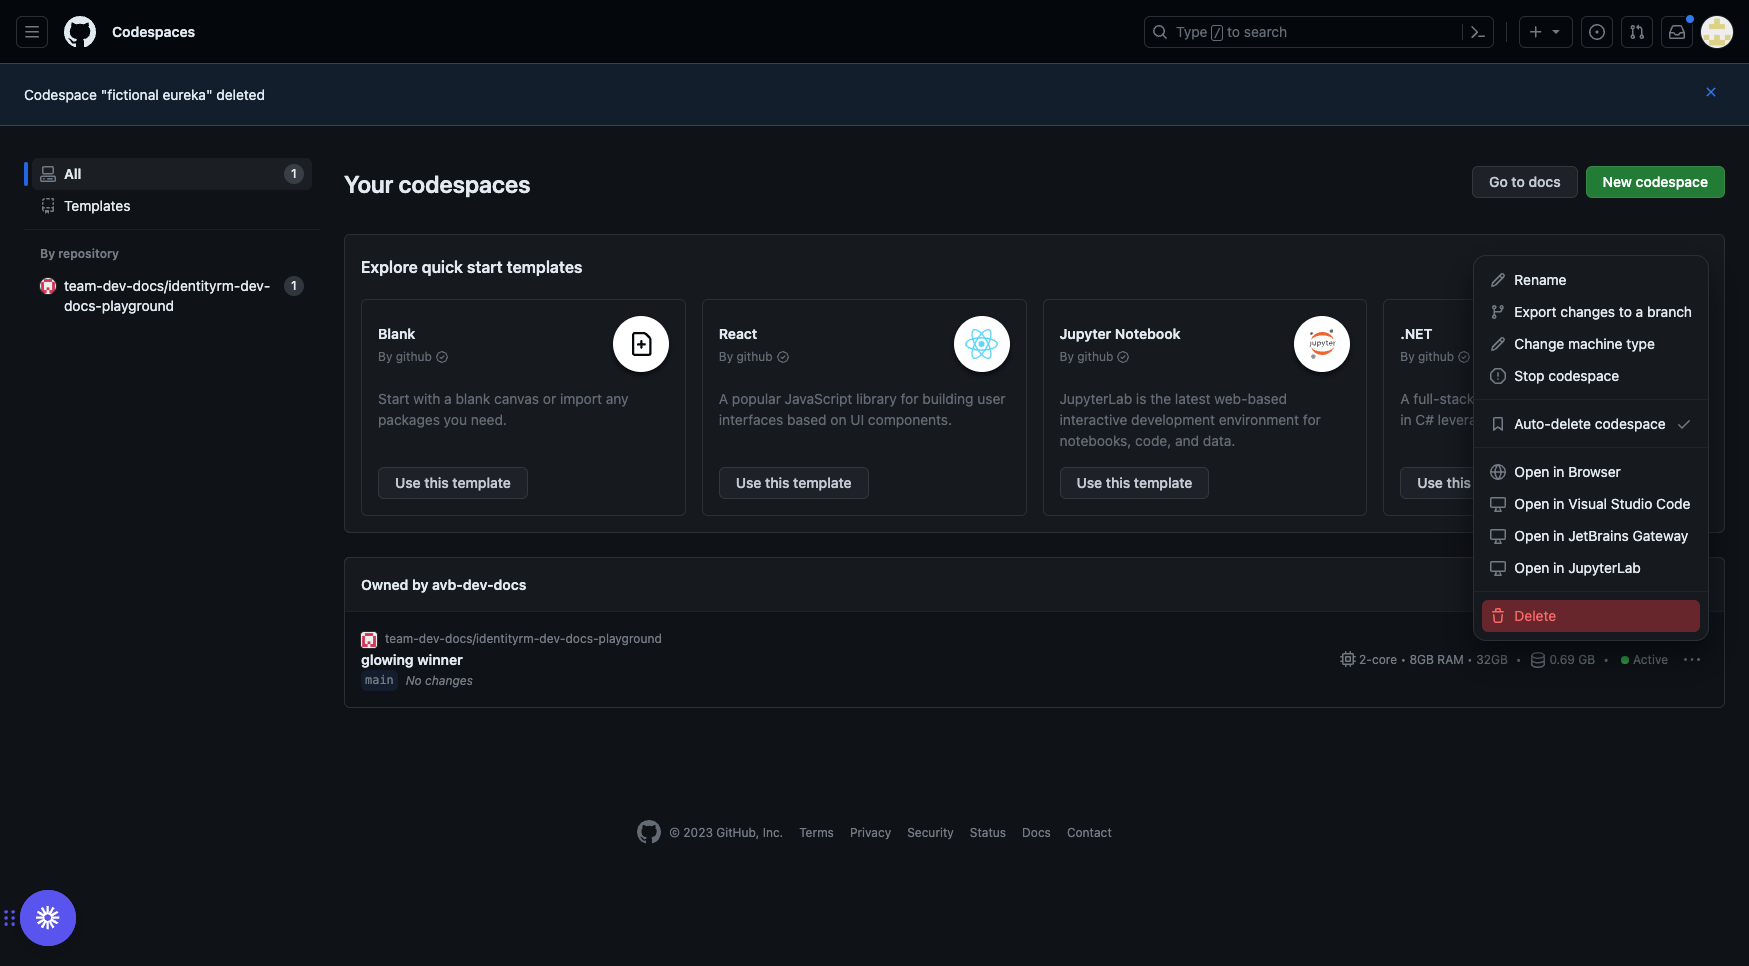 Codespaces
Type / to search
Codespace "fictional eureka" deleted
All 1
Templates
By repository
team-dev-docs/identityrm-dev-
docs-playground
1
Your codespaces
Go to docs
New codespace
Explore quick start templates
Blank
By github
Start with a blank canvas or import any
packages you need.
Use this template
React
By github
A popular JavaScript library for building user
interfaces based on UI components.
Use this template
Jupyter Notebook
By github
jupyter
JupyterLab is the latest web-based
interactive development environment for
notebooks, code, and data.
Use this template
.NET
By github
A full-stack
in C# levera
Use this
Rename
Export changes to a branch
Change machine type
Stop codespace
Auto-delete codespace
Open in Browser
Open in Visual Studio Code
Open in JetBrains Gateway
Open in JupyterLab
Delete
Owned by avb-dev-docs
team-dev-docs/identityrm-dev-docs-playground
glowing winner
main No changes
2-core • 8GB RAM • 32GB • 0.69 GB • Active
© 2023 GitHub, Inc. Terms Privacy Security Status Docs Contact